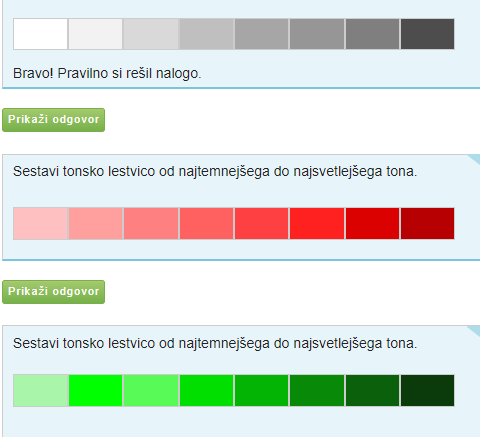 Bravo! Pravilno si rešil nalogo.
Prikaži odgovor
Sestavi tonsko lestvico od najtemnejšega do najsvetlejšega tona.
Prikaži odgovor
Sestavi tonsko lestvico od najtemnejšega do najsvetlejšega tona.